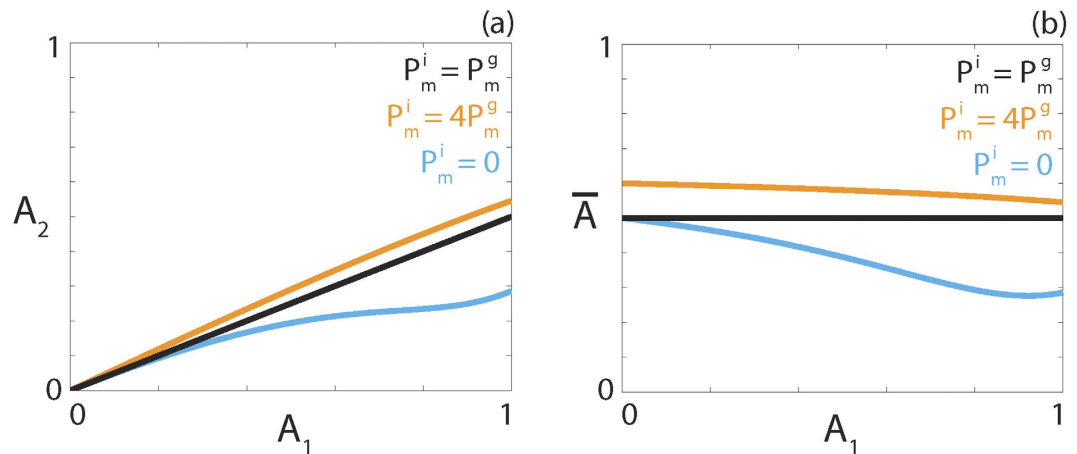 (a)
1
P_m^i = P_m^g
P_m^i = 4P_m^g
P_m^i = 0
A_2
0
0
A_1
1
(b)
1
P_m^i = P_m^g
P_m^i = 4P_m^g
P_m^i = 0
A̅
0
0
A_1
1